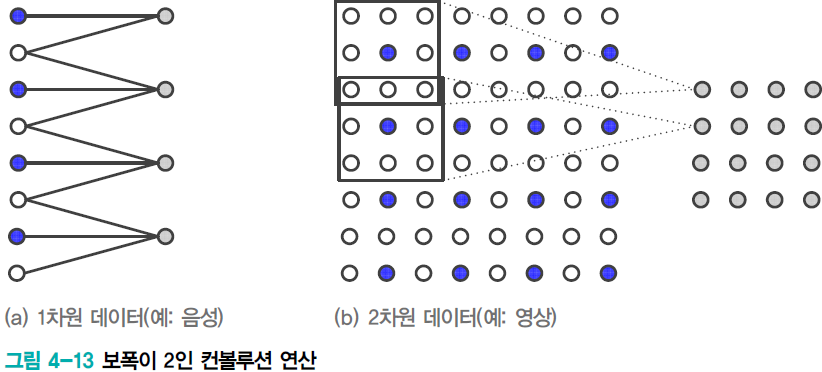 (a) 1차원 데이터(예: 음성)
(b) 2차원 데이터(예: 영상)
그림 4-13 보폭이 2인 컨볼루션 연산